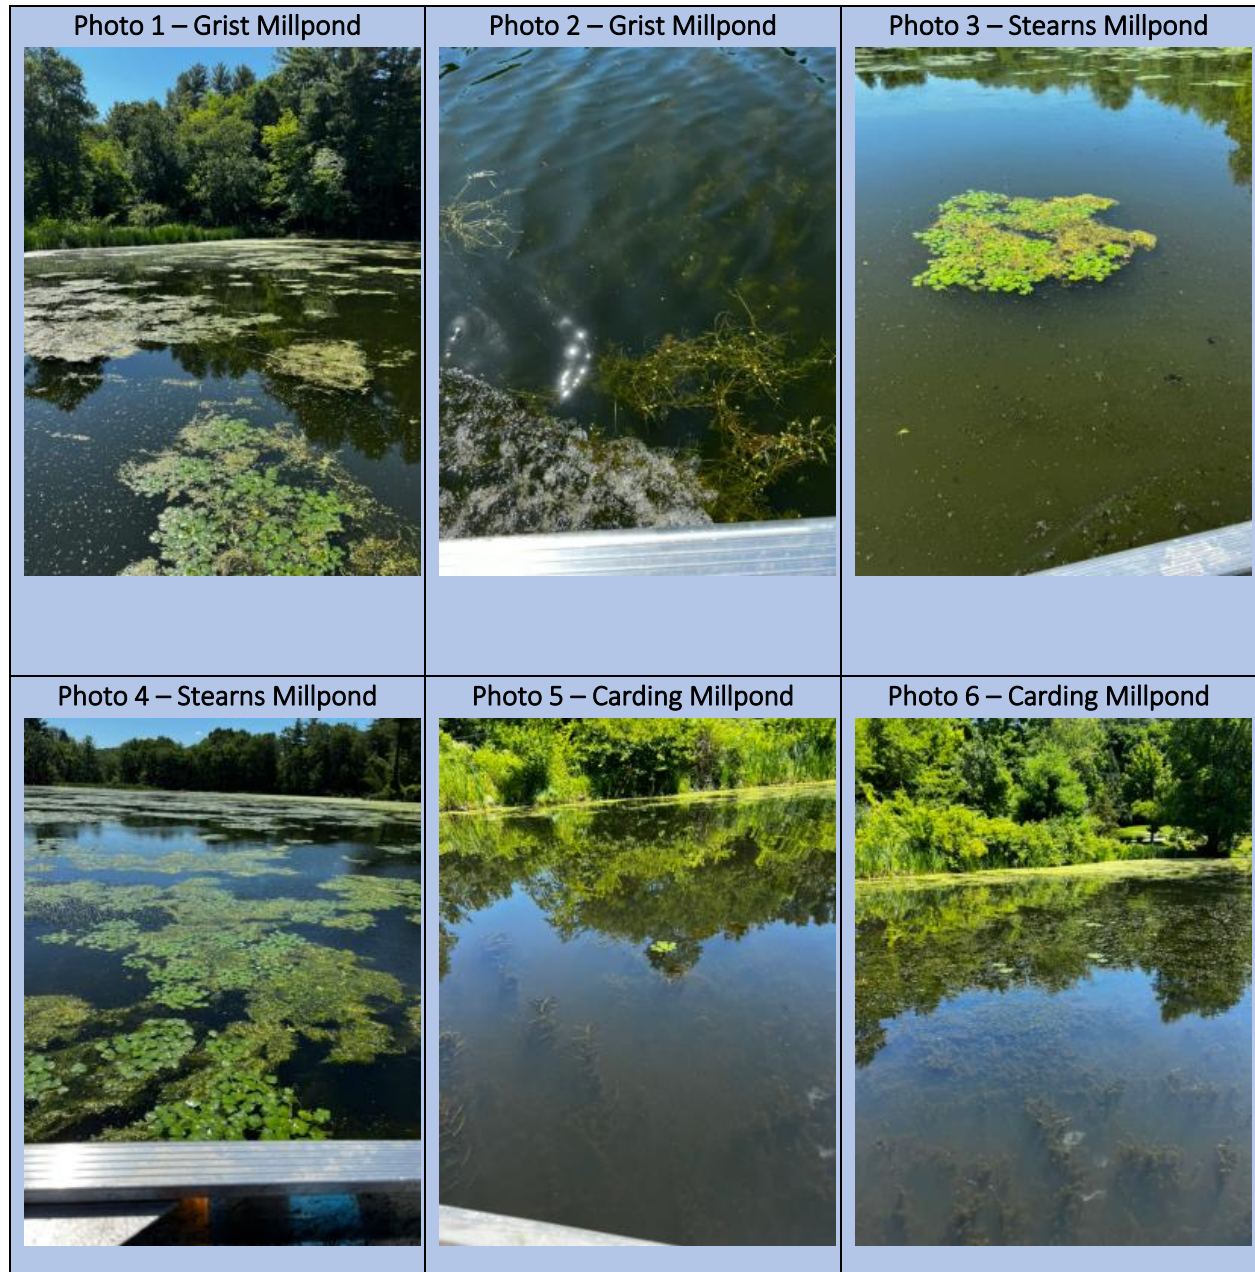 Photo 1 – Grist Millpond
Photo 2 – Grist Millpond
Photo 3 – Stearns Millpond
Photo 4 – Stearns Millpond
Photo 5 – Carding Millpond
Photo 6 – Carding Millpond